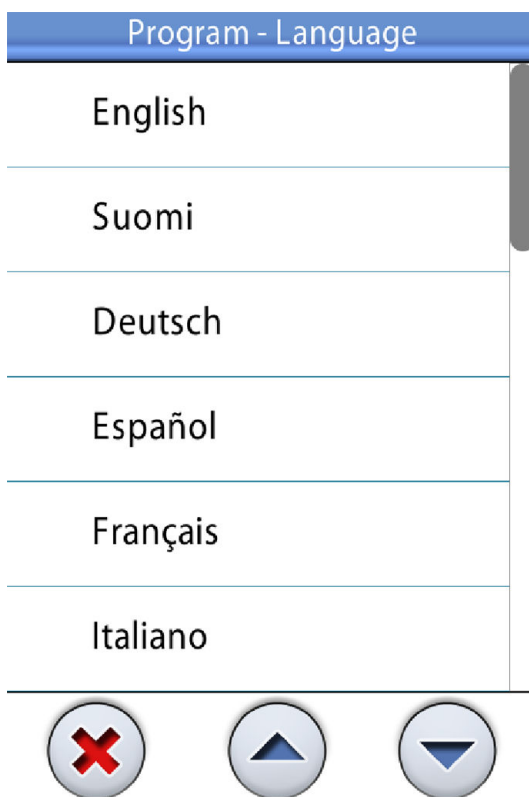 Program - Language
English
Suomi
Deutsch
Español
Français
Italiano